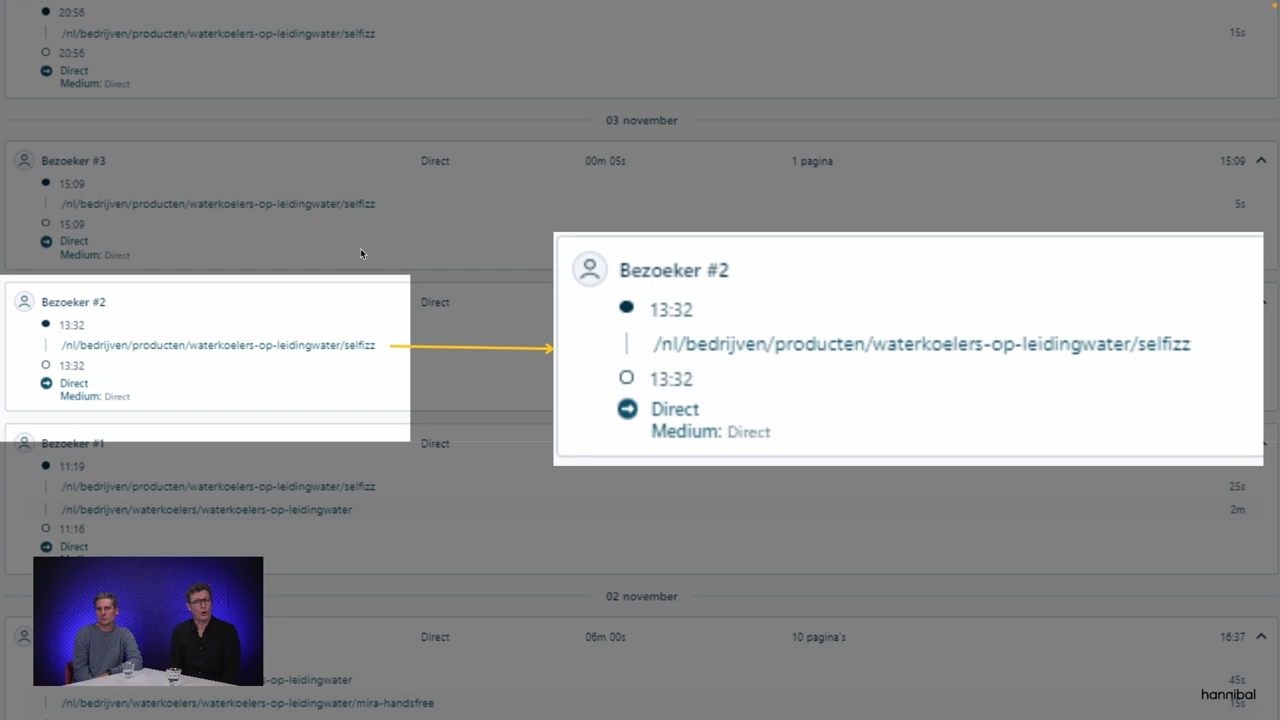 20:56
/nl/bedrijven/producten/waterkoelers-op-leidingwater/selfizz 15s
20:56
Direct
Medium: Direct
03 november
Bezoeker #3 Direct 00m 05s 1 pagina 15:09
15:09
/nl/bedrijven/producten/waterkoelers-op-leidingwater/selfizz 5s
15:09
Direct
Medium: Direct
Bezoeker #2 Direct
13:32
/nl/bedrijven/producten/waterkoelers-op-leidingwater/selfizz
13:32
Direct
Medium: Direct
Bezoeker #2
13:32
/nl/bedrijven/producten/waterkoelers-op-leidingwater/selfizz
13:32
Direct
Medium: Direct
Bezoeker #1 Direct
11:19
/nl/bedrijven/producten/waterkoelers-op-leidingwater/selfizz 25s
/nl/bedrijven/waterkoelers/waterkoelers-op-leidingwater 2m
11:16
Direct
02 november
Direct 06m 00s 10 pagina's 16:37
-op-leidingwater 45s
/nl/bedrijven/waterkoelers/waterkoelers-op-leidingwater/mira-handsfree 15s
hannibal